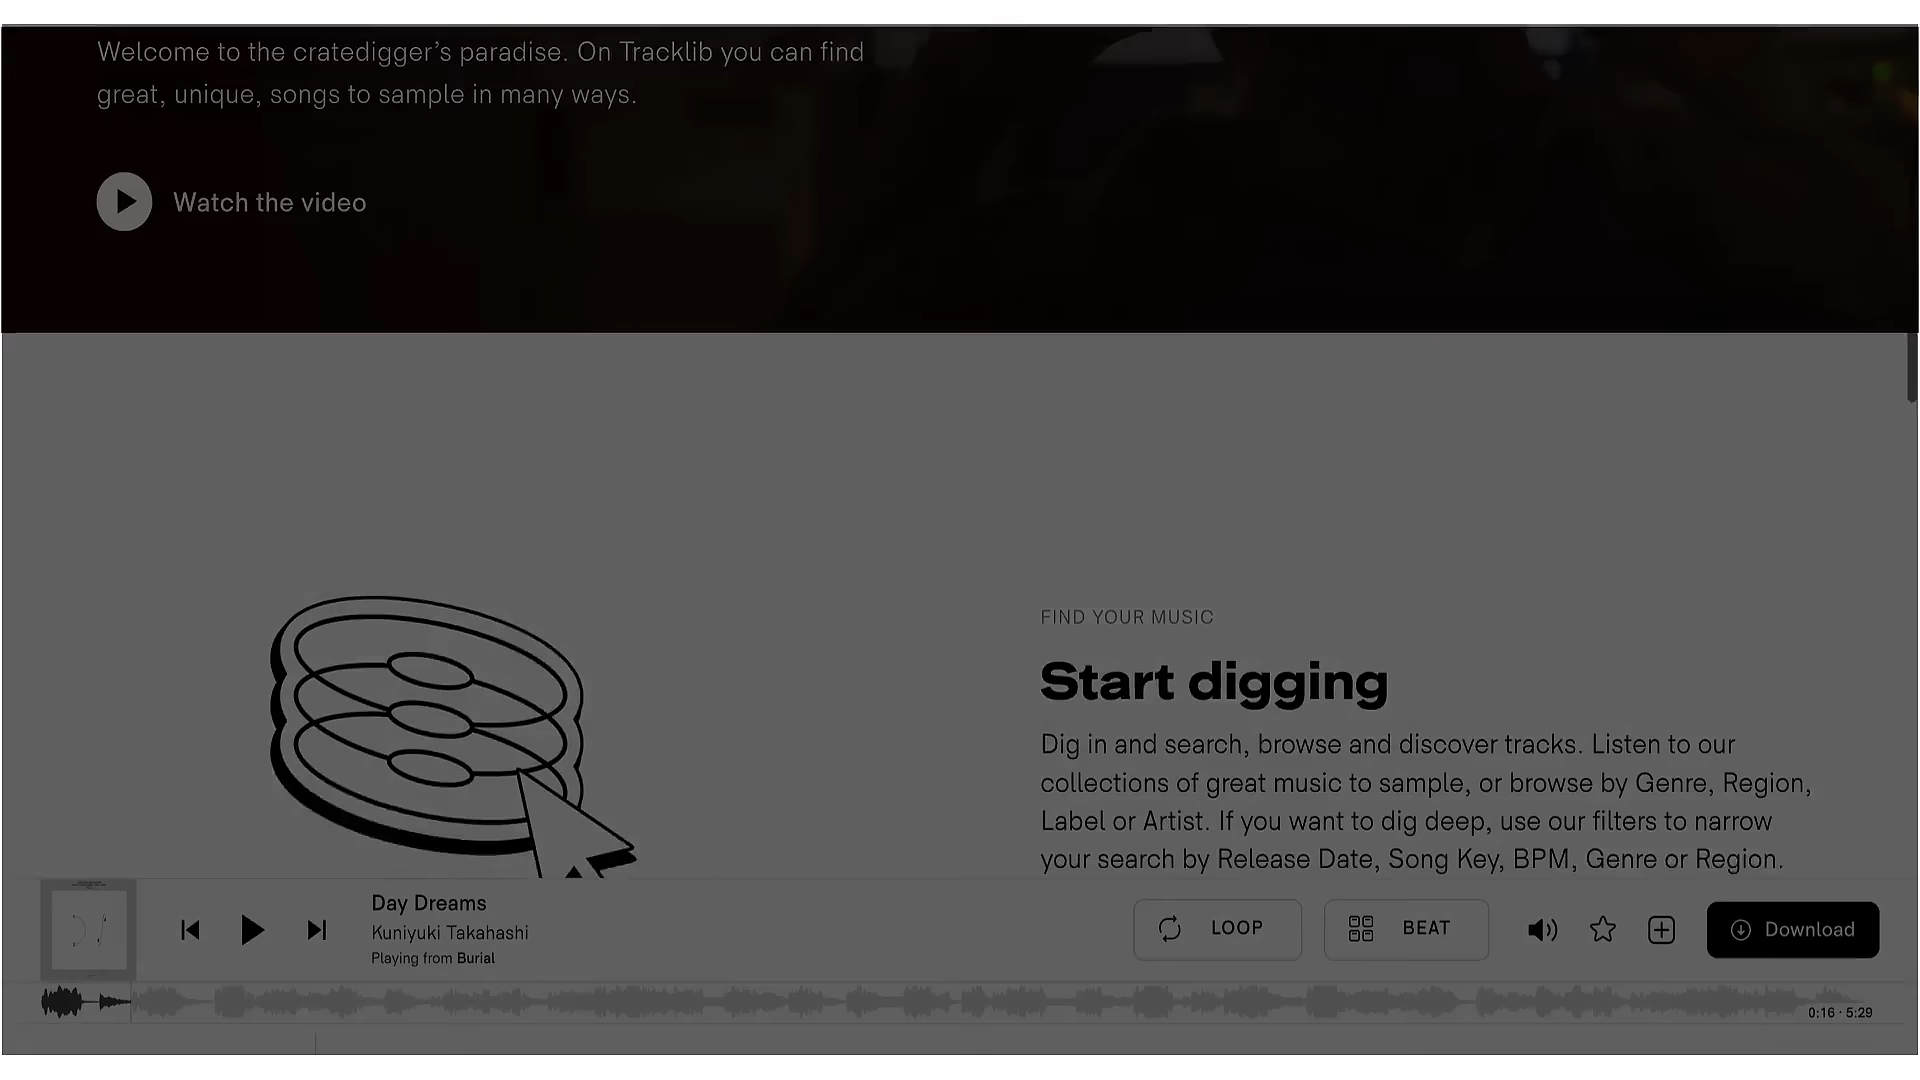 Welcome to the cratedigger’s paradise. On Tracklib you can find
great, unique, songs to sample in many ways.
Watch the video
FIND YOUR MUSIC
Start digging
Dig in and search, browse and discover tracks. Listen to our
collections of great music to sample, or browse by Genre, Region,
Label or Artist. If you want to dig deep, use our filters to narrow
your search by Release Date, Song Key, BPM, Genre or Region.
Day Dreams
Kuniyuki Takahashi
Playing from Burial
LOOP
BEAT
Download
0:16 · 5:29